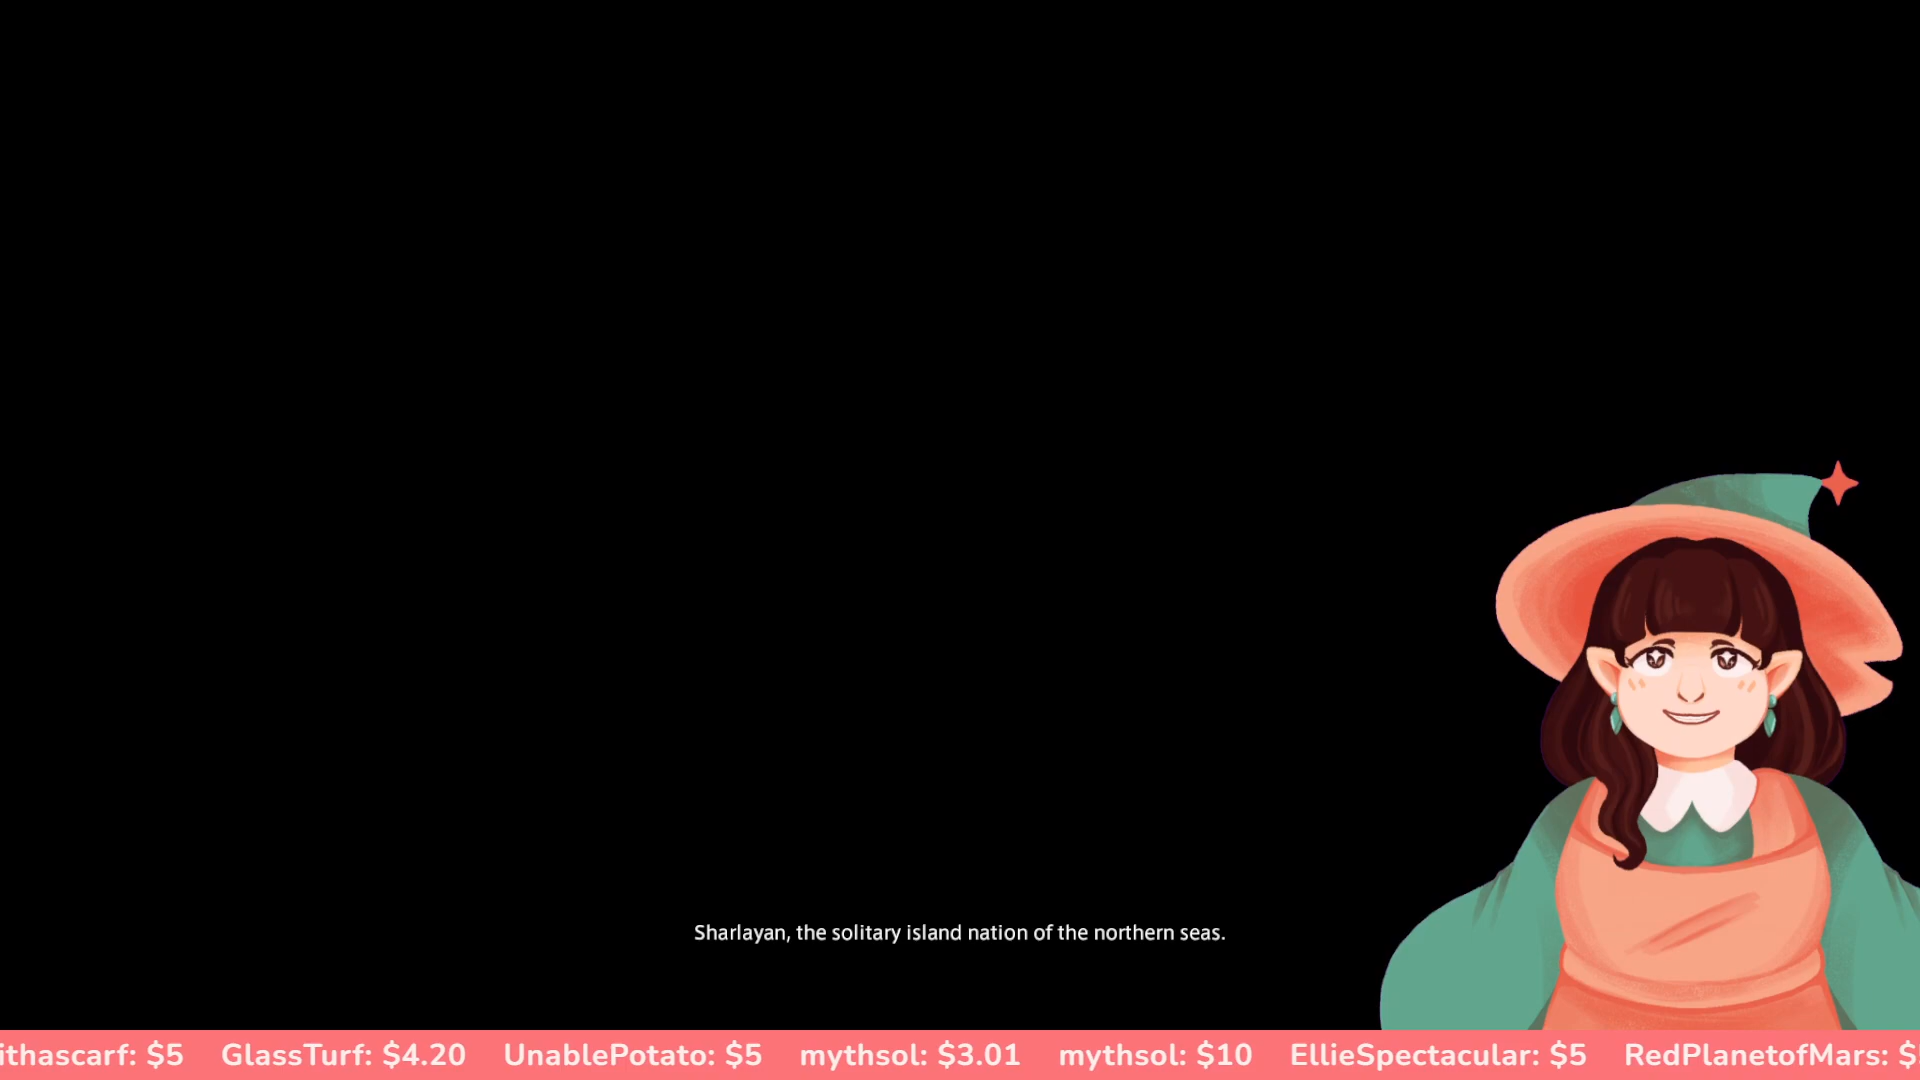 Sharlayan, the solitary island nation of the northern seas.
ithascarf: $5 GlassTurf: $4.20 UnablePotato: $5 mythsol: $3.01 mythsol: $10 EllieSpectacular: $5 RedPlanetofMars: $